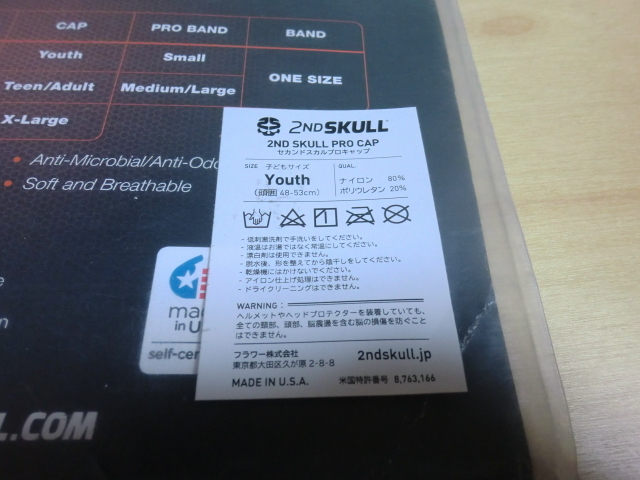 CAP PRO BAND BAND
Youth Small
ONE SIZE
Teen/Adult Medium/Large
X-Large
• Anti-Microbial/Anti-Odo
• Soft and Breathable
2ND SKULL™
2ND SKULL PRO CAP
セカンドスカルプロキャップ
SIZE 子どもサイズ
Youth
(頭囲 48-53cm)
QUAL.
ナイロン 80%
ポリウレタン 20%
・低刺激洗剤で手洗いをしてください。
・液温はお湯ではなく常温にしてください。
・漂白剤は使用できません。
・脱水後、形を整えてから陰干しをしてください。
・乾燥機にはかけないでください。
・アイロン仕上げ処理はできません。
・ドライクリーニングはできません。
WARNING:
ヘルメットやヘッドプロテクターを装着していても、
全ての頸部、頭部、脳震盪を含む脳の損傷を防ぐこと
はできません。
フラワー株式会社
東京都大田区久が原2-8-8
2ndskull.jp
MADE IN U.S.A. 米国特許番号 8,763,166
mad
in U.
self-cer
L.COM